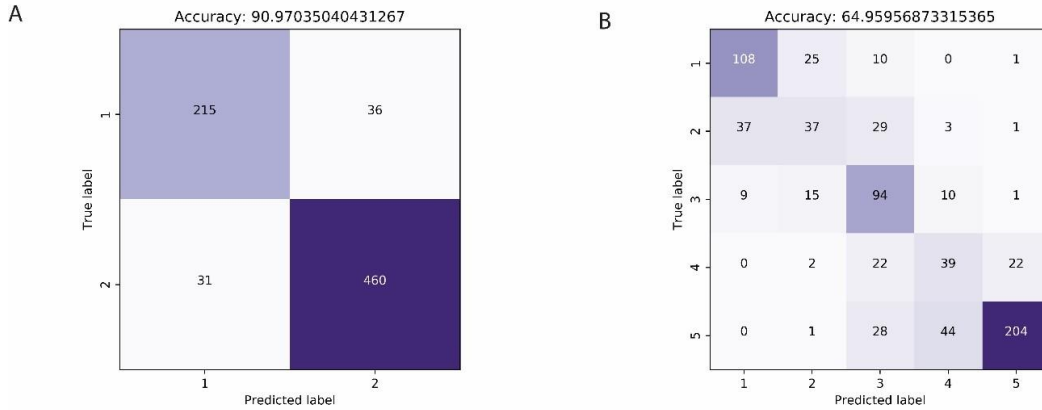 A
Accuracy: 90.97035040431267
True label
1
215 36
2
31 460
1 2
Predicted label
B
Accuracy: 64.95956873315365
True label
1 108 25 10 0 1
2 37 37 29 3 1
3 9 15 94 10 1
4 0 2 22 39 22
5 0 1 28 44 204
1 2 3 4 5
Predicted label